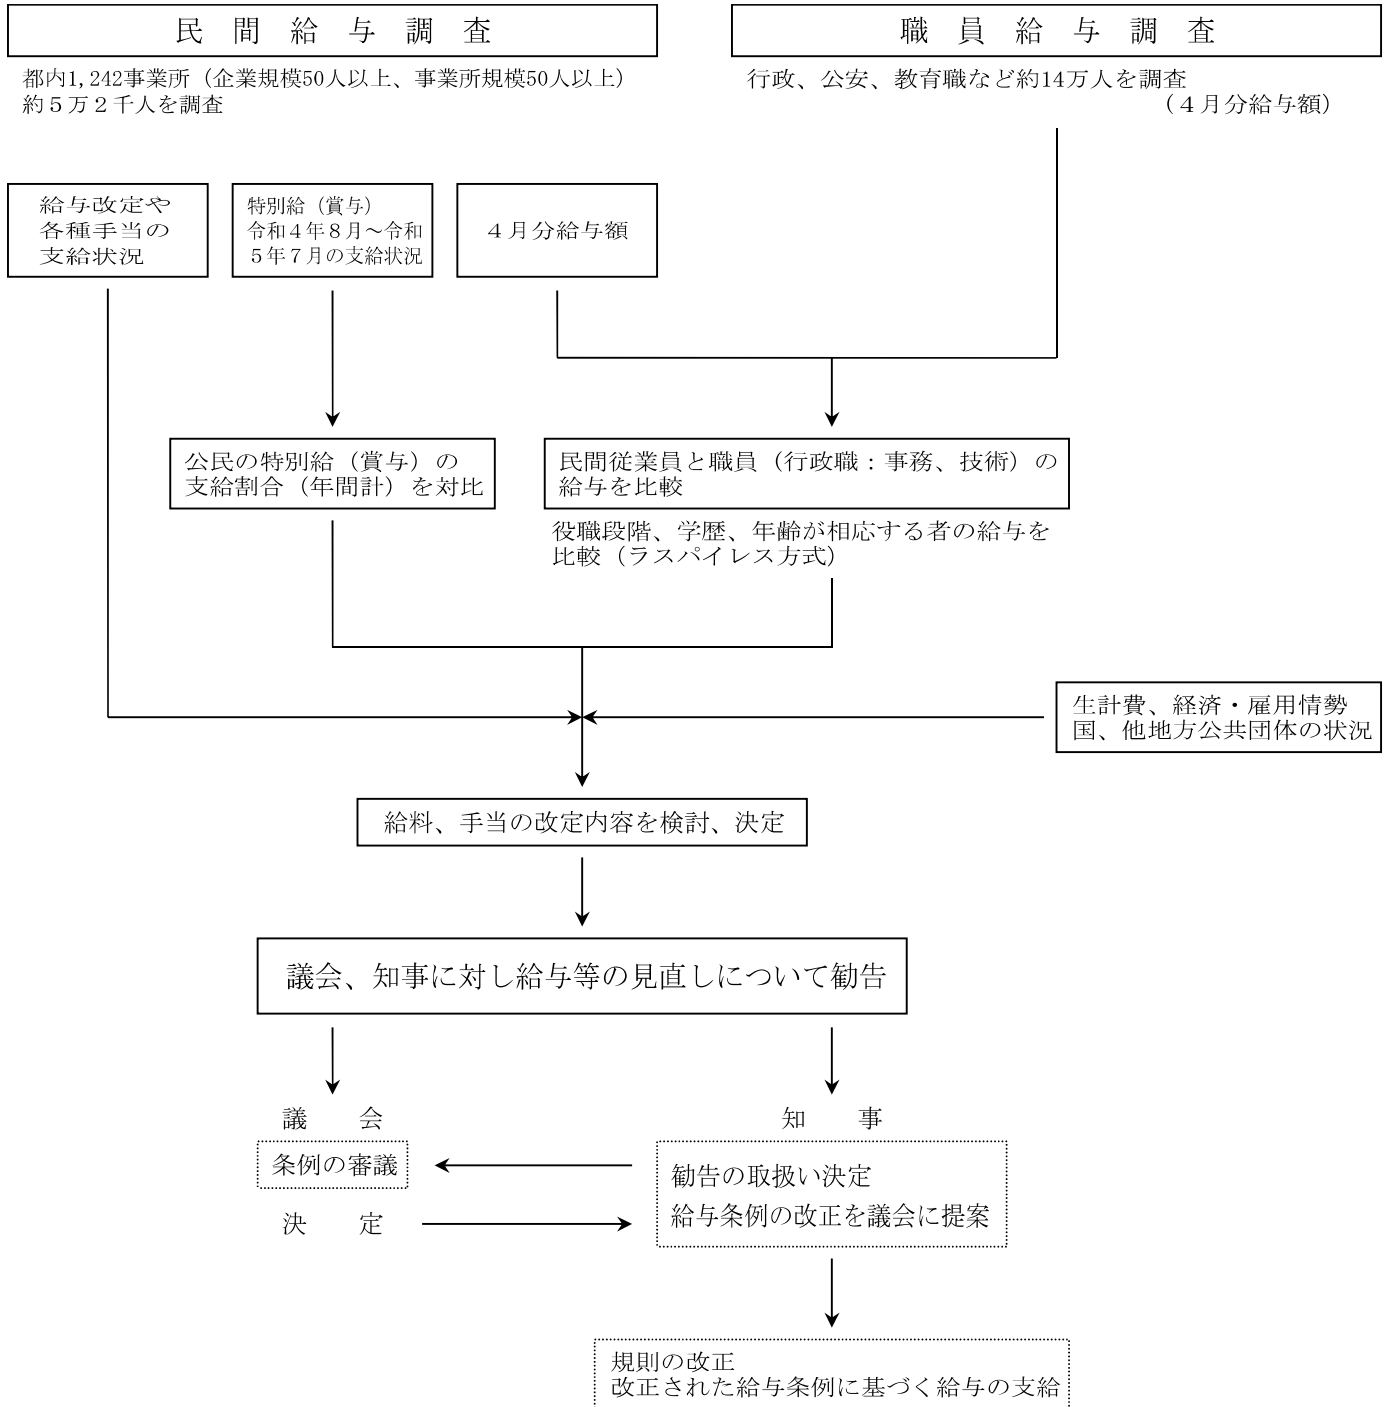 民間給与調査
都内1,242事業所（企業規模50人以上、事業所規模50人以上）
約５万２千人を調査
職員給与調査
行政、公安、教育職など約14万人を調査
（４月分給与額）
給与改定や
各種手当の
支給状況
特別給（賞与）
令和４年８月～令和
５年７月の支給状況
４月分給与額
公民の特別給（賞与）の
支給割合（年間計）を対比
民間従業員と職員（行政職：事務、技術）の
給与を比較
役職段階、学歴、年齢が相応する者の給与を
比較（ラスパイレス方式）
生計費、経済・雇用情勢
国、他地方公共団体の状況
給料、手当の改定内容を検討、決定
議会、知事に対し給与等の見直しについて勧告
議会
条例の審議
決定
知事
勧告の取扱い決定
給与条例の改正を議会に提案
規則の改正
改正された給与条例に基づく給与の支給